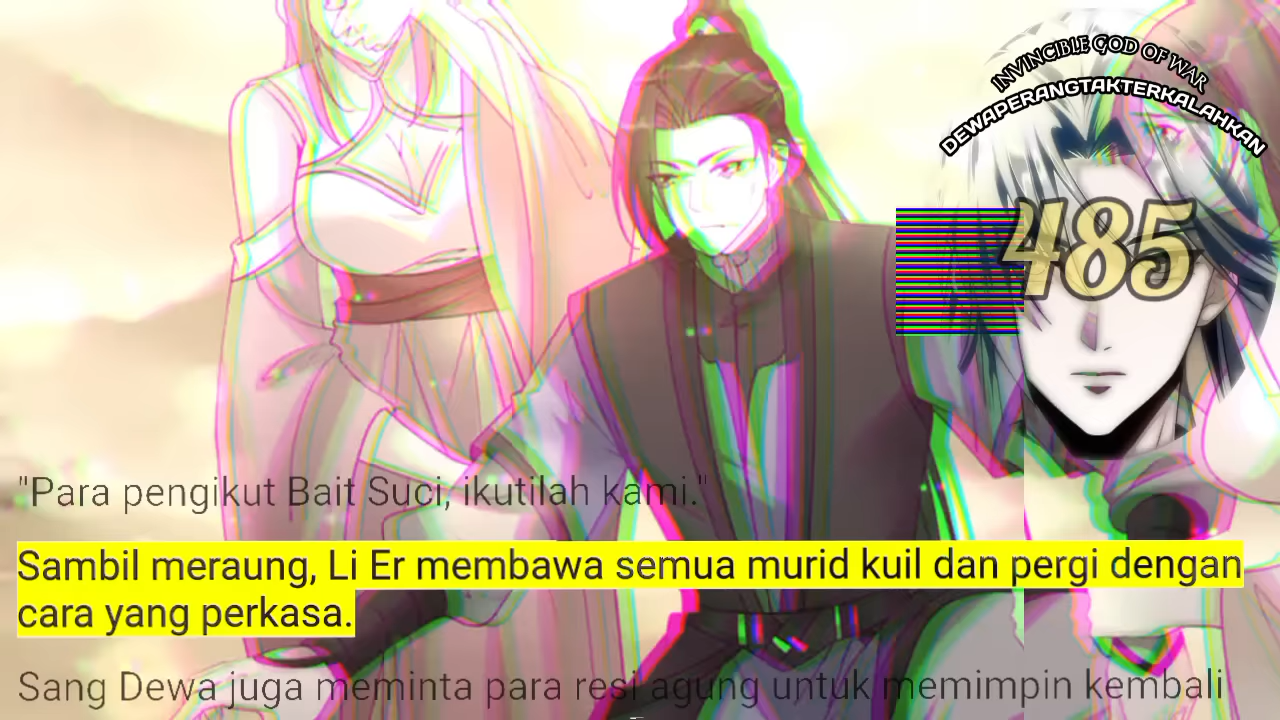 INVINCIBLE GOD OF WAR
DEWAPERANGTAKTERKALAHKAN
485
"Para pengikut Bait Suci, ikutilah kami."
Sambil meraung, Li Er membawa semua murid kuil dan pergi dengan
cara yang perkasa.
Sang Dewa juga meminta para resi agung untuk memimpin kembali